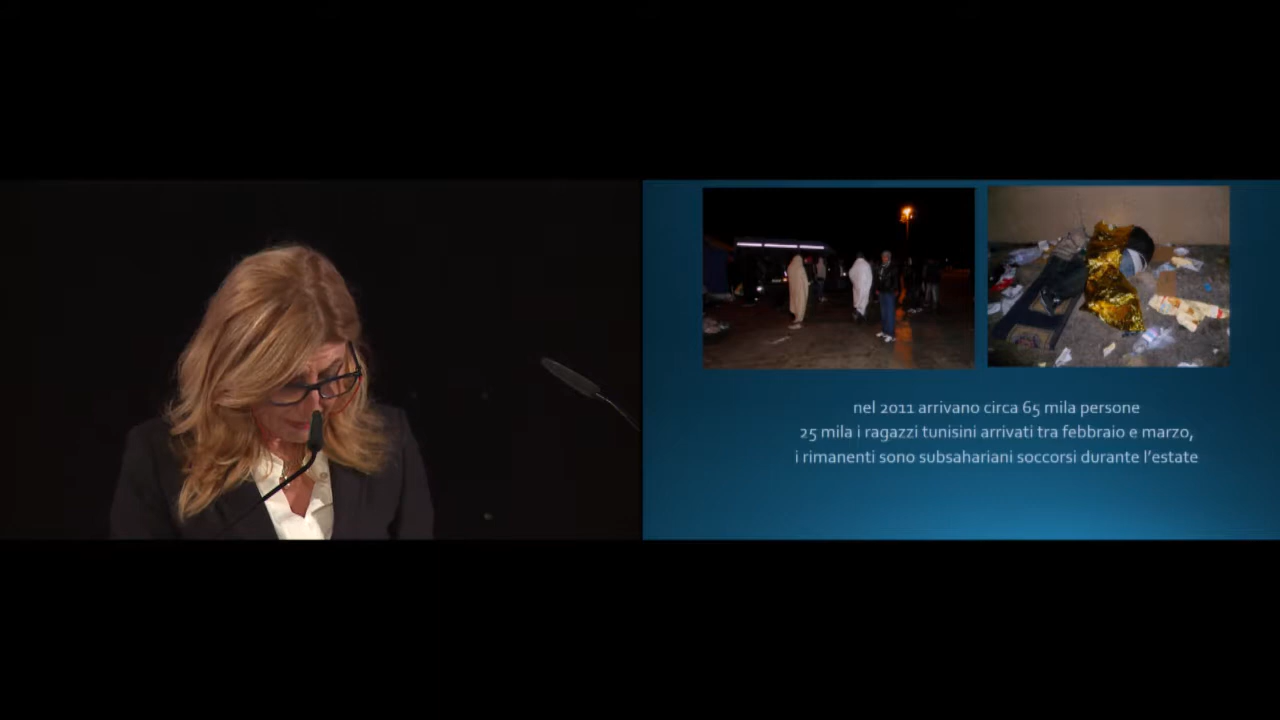 nel 2011 arrivano circa 65 mila persone
25 mila i ragazzi tunisini arrivati tra febbraio e marzo,
i rimanenti sono subsahariani soccorsi durante l'estate